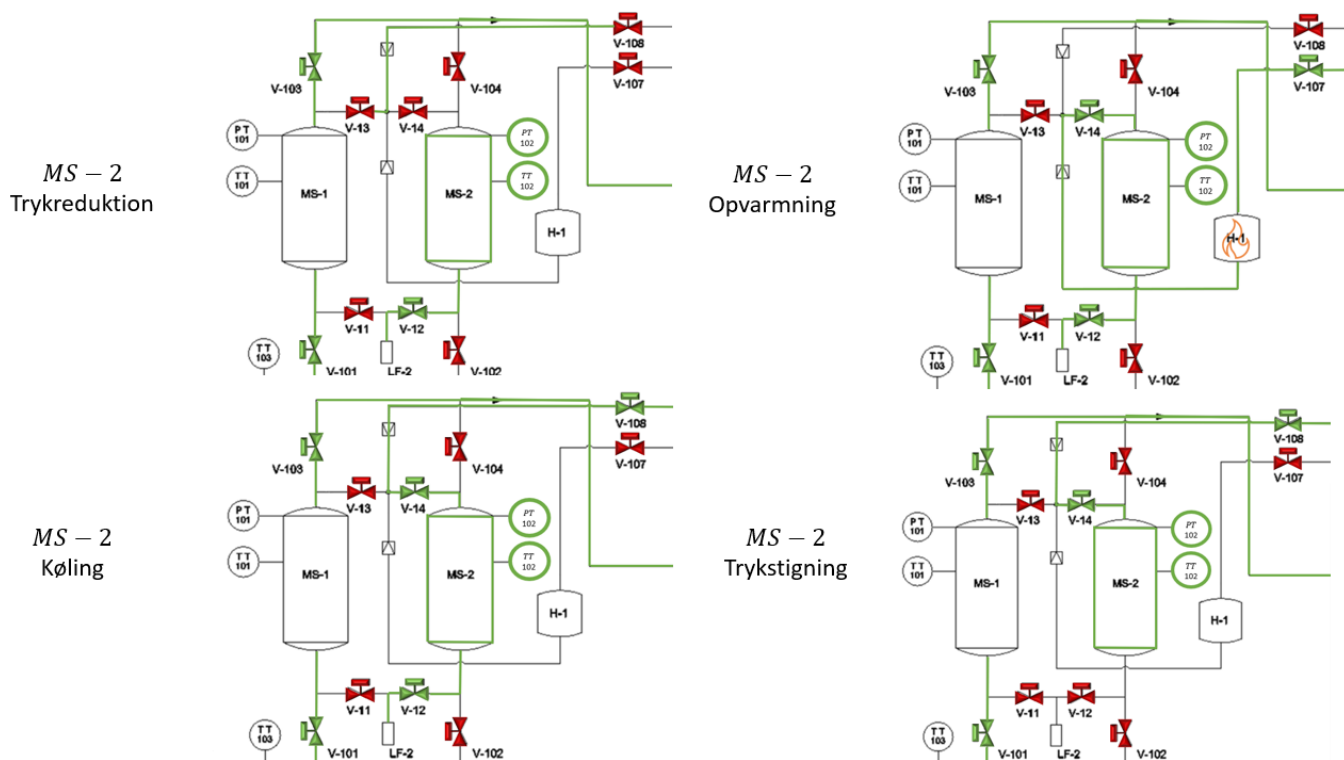 V-108
V-103
V-104
V-107
V-13
V-14
PT
101
PT
102
TT
101
TT
102
MS-1
MS-2
H-1
V-11
V-12
TT
103
V-101
LF-2
V-102
MS − 2
Trykreduktion
V-108
V-103
V-104
V-107
V-13
V-14
PT
101
PT
102
TT
101
TT
102
MS-1
MS-2
H-1
V-11
V-12
TT
103
V-101
LF-2
V-102
MS − 2
Opvarmning
V-108
V-103
V-104
V-107
V-13
V-14
PT
101
PT
102
TT
101
TT
102
MS-1
MS-2
H-1
V-11
V-12
TT
103
V-101
LF-2
V-102
MS − 2
Køling
V-108
V-103
V-104
V-107
V-13
V-14
PT
101
PT
102
TT
101
TT
102
MS-1
MS-2
H-1
V-11
V-12
TT
103
V-101
LF-2
V-102
MS − 2
Trykstigning